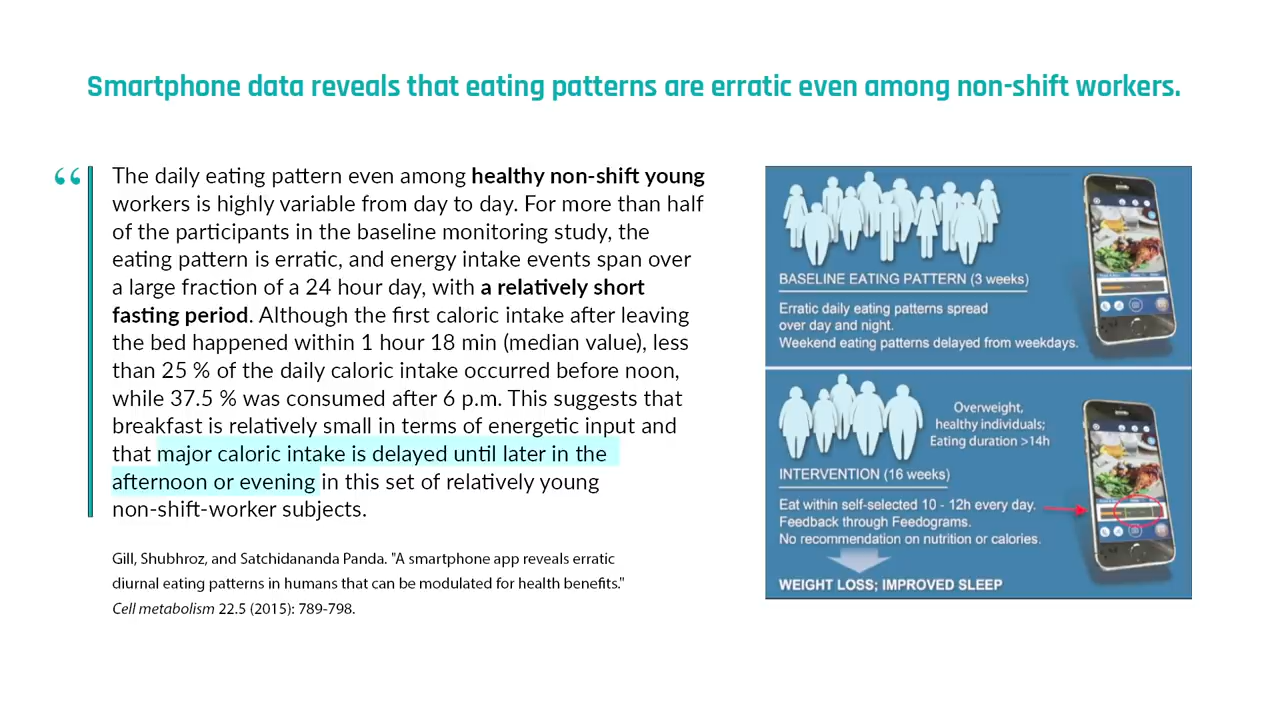 Smartphone data reveals that eating patterns are erratic even among non-shift workers.
“
The daily eating pattern even among healthy non-shift young
workers is highly variable from day to day. For more than half
of the participants in the baseline monitoring study, the
eating pattern is erratic, and energy intake events span over
a large fraction of a 24 hour day, with a relatively short
fasting period. Although the first caloric intake after leaving
the bed happened within 1 hour 18 min (median value), less
than 25 % of the daily caloric intake occurred before noon,
while 37.5 % was consumed after 6 p.m. This suggests that
breakfast is relatively small in terms of energetic input and
that major caloric intake is delayed until later in the
afternoon or evening in this set of relatively young
non-shift-worker subjects.
Gill, Shubhroz, and Satchidananda Panda. "A smartphone app reveals erratic
diurnal eating patterns in humans that can be modulated for health benefits."
Cell metabolism 22.5 (2015): 789-798.
BASELINE EATING PATTERN (3 weeks)
Erratic daily eating patterns spread
over day and night.
Weekend eating patterns delayed from weekdays.
Overweight,
healthy individuals;
Eating duration >14h
INTERVENTION (16 weeks)
Eat within self-selected 10 - 12h every day.
Feedback through Feedograms.
No recommendation on nutrition or calories.
WEIGHT LOSS; IMPROVED SLEEP